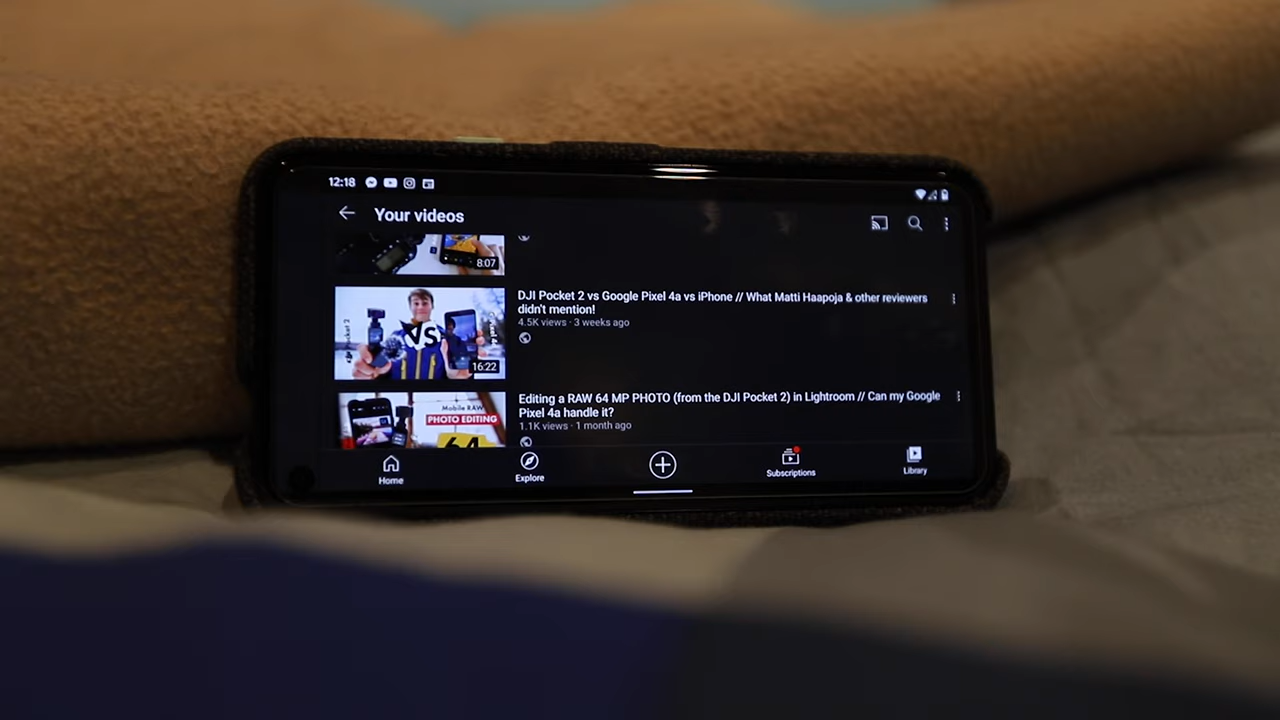 12:18
Your videos
8:07
DJI Pocket 2 vs Google Pixel 4a vs iPhone // What Matti Haapoja & other reviewers
didn't mention!
4.5K views · 3 weeks ago
VS
16:22
Editing a RAW 64 MP PHOTO (from the DJI Pocket 2) in Lightroom // Can my Google
Pixel 4a handle it?
1.1K views · 1 month ago
Mobile RAW
PHOTO EDITING
64
Home
Explore
Subscriptions
Library